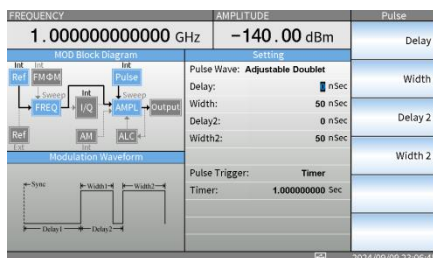 FREQUENCY
AMPLITUDE
Pulse
1.000000000000 GHz
-140.00 dBm
MOD Block Diagram
Setting
Int
Int
Int
Ref
FMΦM
Pulse
Sweep
Int
Sweep
FREQ
I/Q
AMPL
Output
Ref
AM
ALC
Ext
Int
Pulse Wave: Adjustable Doublet
Delay: 0 nSec
Width: 50 nSec
Delay2: 0 nSec
Width2: 50 nSec
Pulse Trigger: Timer
Timer: 1.000000000 Sec
Modulation Waveform
Sync
Width1
Width2
Delay1
Delay2
Delay
Width
Delay 2
Width 2